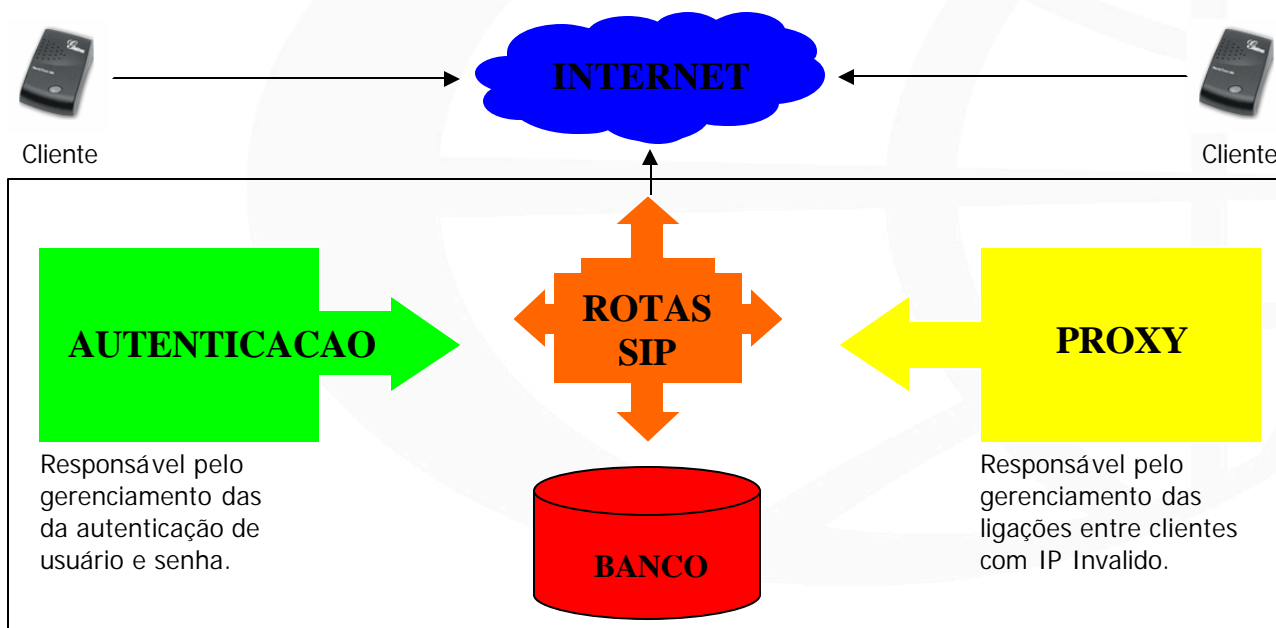 INTERNET
Cliente
Cliente
AUTENTICACAO
ROTAS
SIP
PROXY
Responsável pelo
gerenciamento das
da autenticação de
usuário e senha.
Responsável pelo
gerenciamento das
ligações entre clientes
com IP Invalido.
BANCO